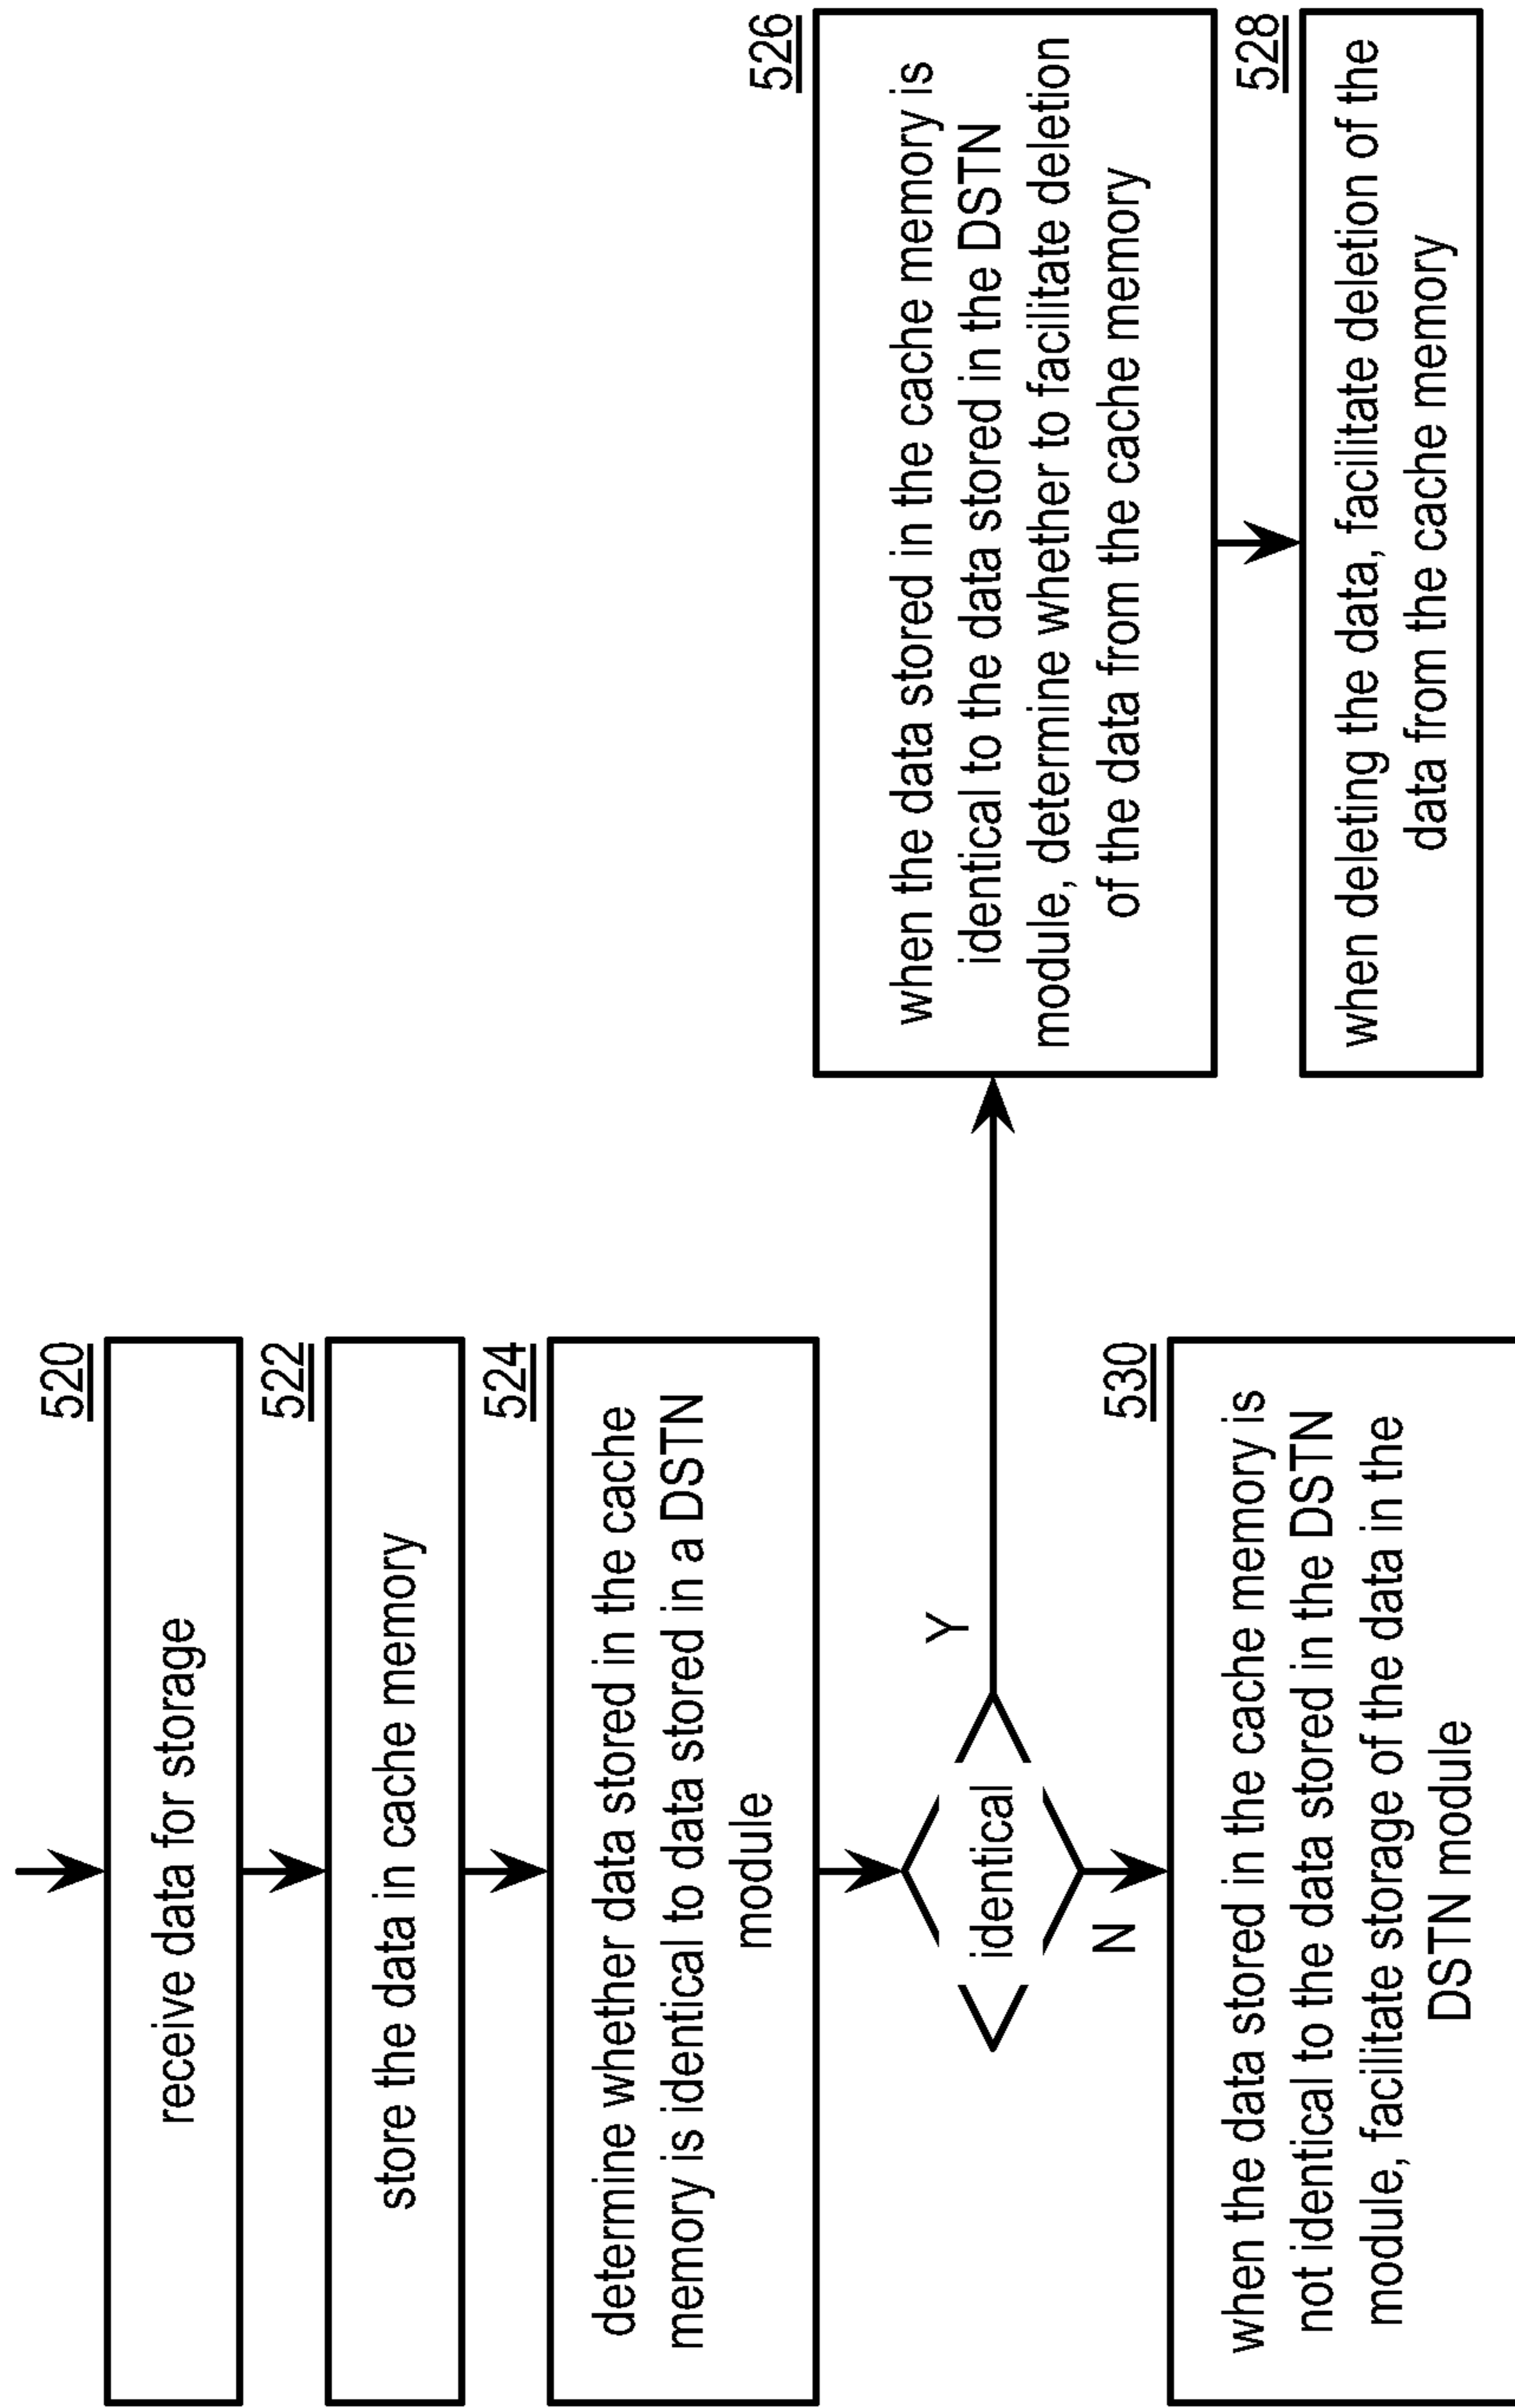 520
receive data for storage
522
store the data in cache memory
524
determine whether data stored in the cache
memory is identical to data stored in a DSTN
module
identical
Y
N
530
when the data stored in the cache memory is
not identical to the data stored in the DSTN
module, facilitate storage of the data in the
DSTN module
526
when the data stored in the cache memory is
identical to the data stored in the DSTN
module, determine whether to facilitate deletion
of the data from the cache memory
528
when deleting the data, facilitate deletion of the
data from the cache memory